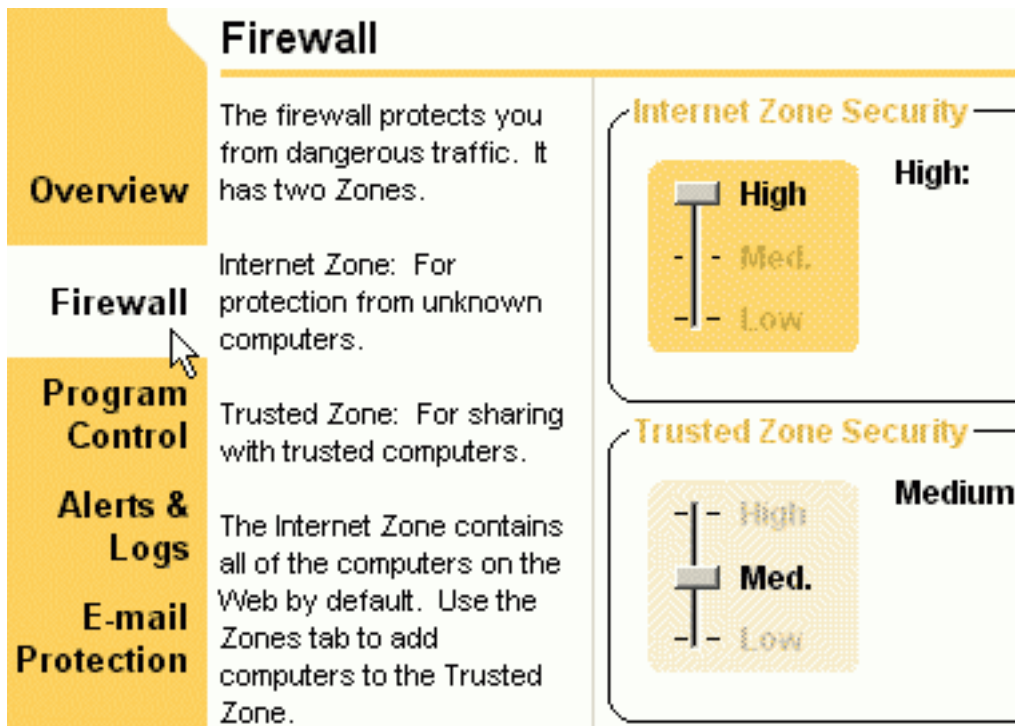 Firewall
Overview
Firewall
Program
Control
Alerts &
Logs
E-mail
Protection
The firewall protects you
from dangerous traffic.  It
has two Zones.
Internet Zone:  For
protection from unknown
computers.
Trusted Zone:  For sharing
with trusted computers.
The Internet Zone contains
all of the computers on the
Web by default.  Use the
Zones tab to add
computers to the Trusted
Zone.
Internet Zone Security
High
Med.
Low
High:
Trusted Zone Security
High
Med.
Low
Medium